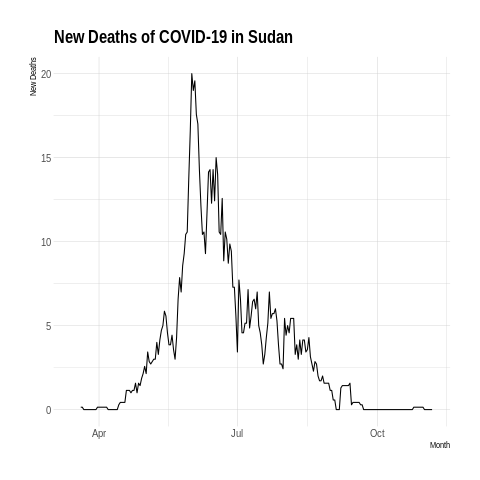 New Deaths of COVID-19 in Sudan
New Deaths
20
15
10
5
0
Apr
Jul
Oct
Month